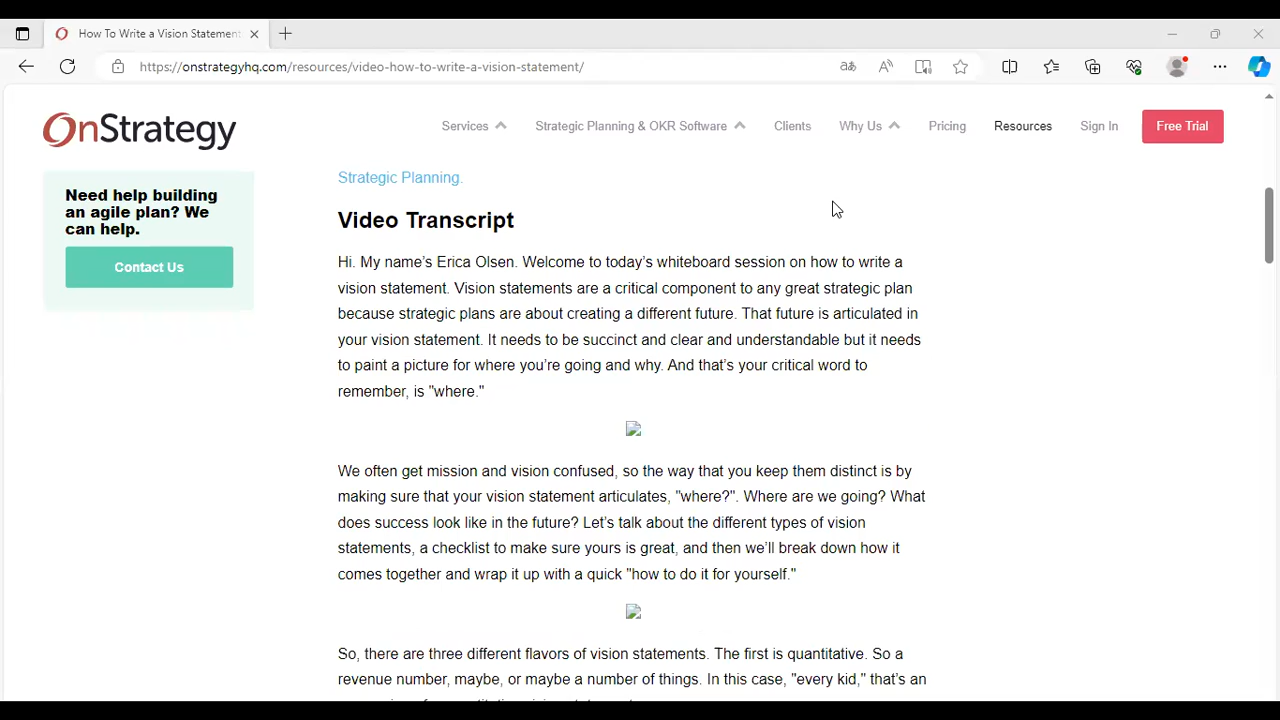 How To Write a Vision Statement
https://onstrategyhq.com/resources/video-how-to-write-a-vision-statement/
OnStrategy
Services
Strategic Planning & OKR Software
Clients
Why Us
Pricing
Resources
Sign In
Free Trial
Need help building
an agile plan? We
can help.
Contact Us
Strategic Planning.
Video Transcript
Hi. My name’s Erica Olsen. Welcome to today’s whiteboard session on how to write a
vision statement. Vision statements are a critical component to any great strategic plan
because strategic plans are about creating a different future. That future is articulated in
your vision statement. It needs to be succinct and clear and understandable but it needs
to paint a picture for where you’re going and why. And that’s your critical word to
remember, is "where."
We often get mission and vision confused, so the way that you keep them distinct is by
making sure that your vision statement articulates, "where?". Where are we going? What
does success look like in the future? Let’s talk about the different types of vision
statements, a checklist to make sure yours is great, and then we’ll break down how it
comes together and wrap it up with a quick "how to do it for yourself."
So, there are three different flavors of vision statements. The first is quantitative. So a
revenue number, maybe, or maybe a number of things. In this case, "every kid," that’s an